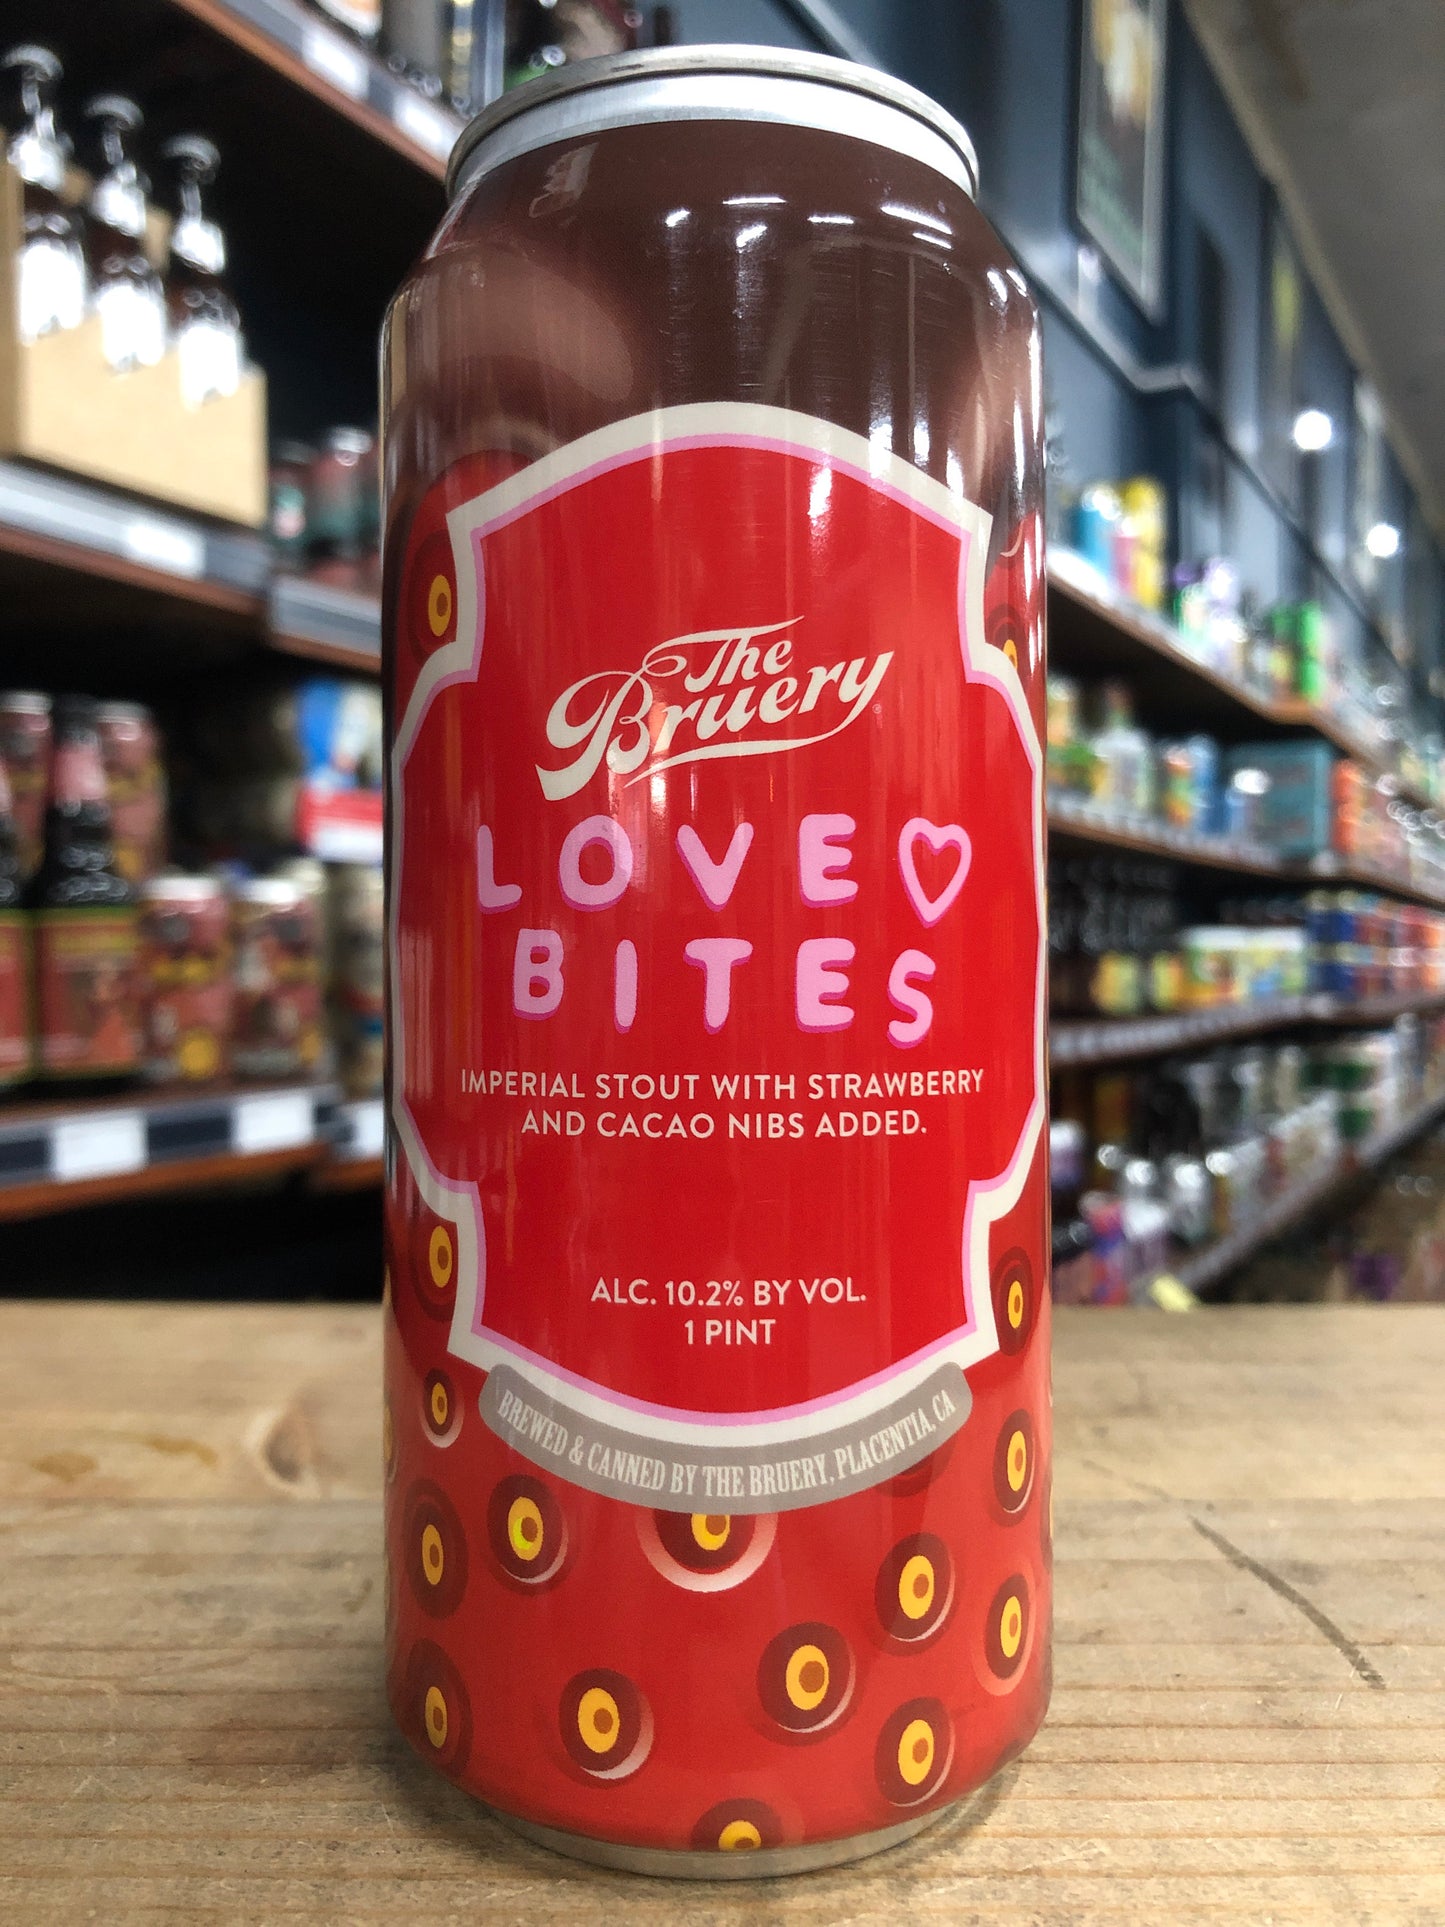 The
Bruery
LOVE
BITES
IMPERIAL STOUT WITH STRAWBERRY
AND CACAO NIBS ADDED.
ALC. 10.2% BY VOL.
1 PINT
BREWED & CANNED BY THE BRUERY, PLACENTIA, CA